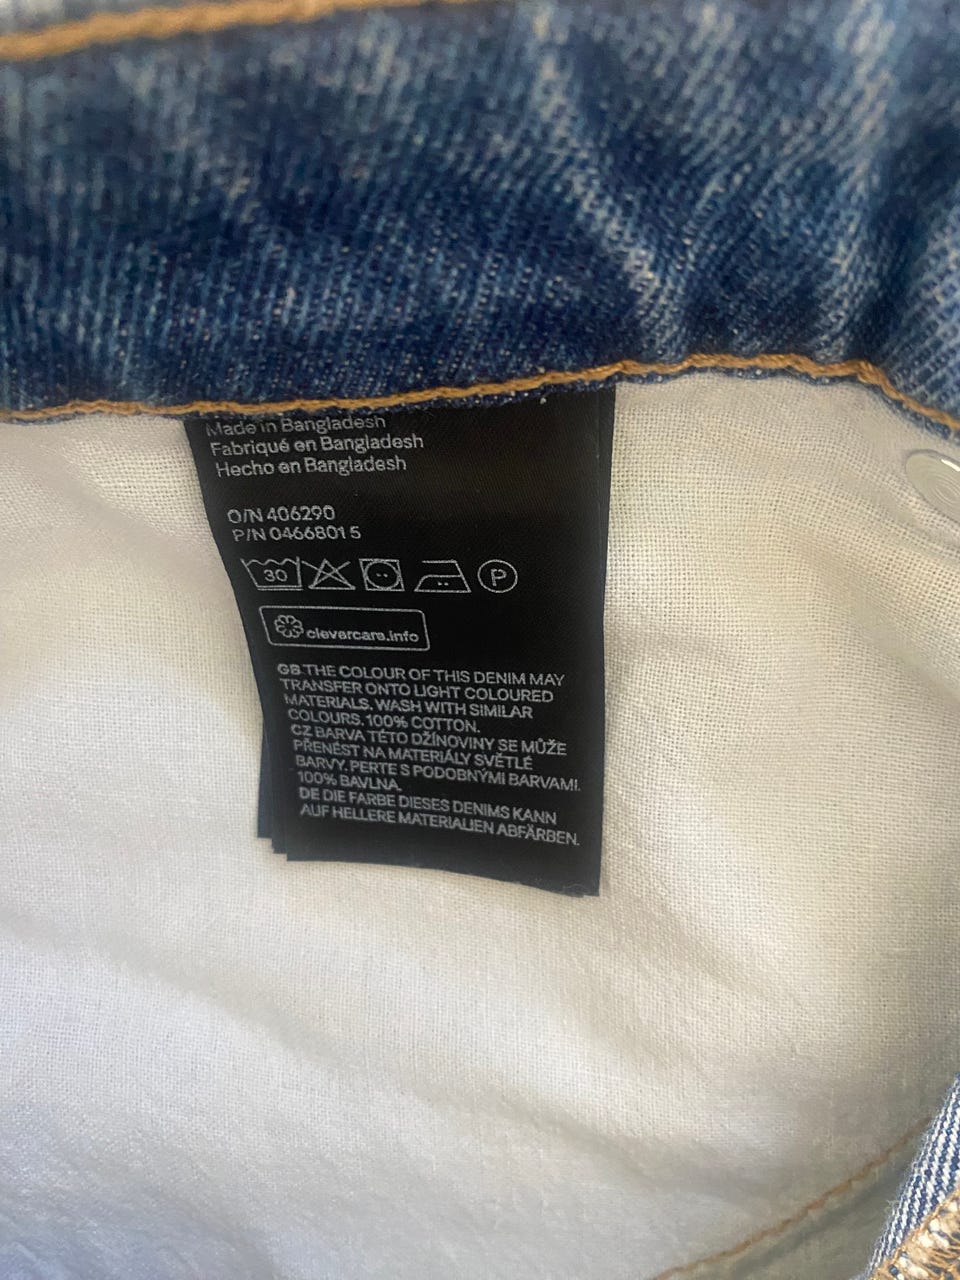 Made in Bangladesh
Fabriqué en Bangladesh
Hecho en Bangladesh
O/N 406290
P/N 0466801 5
30 P
clevercare.info
GB THE COLOUR OF THIS DENIM MAY
TRANSFER ONTO LIGHT COLOURED
MATERIALS. WASH WITH SIMILAR
COLOURS. 100% COTTON.
CZ BARVA TÉTO DŽÍNOVINY SE MŮŽE
PŘENÉST NA MATERIÁLY SVĚTLÉ
BARVY. PERTE S PODOBNÝMI BARVAMI.
100% BAVLNA.
DE DIE FARBE DIESES DENIMS KANN
AUF HELLERE MATERIALIEN ABFÄRBEN.